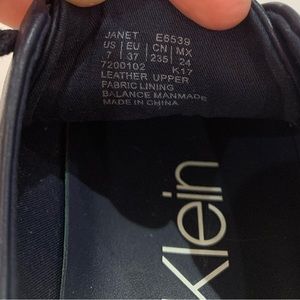 JANET E6539
US EU CN MX
7 37 235 24
7200102 K17
LEATHER UPPER
FABRIC LINING
BALANCE MANMADE
MADE IN CHINA
Klein